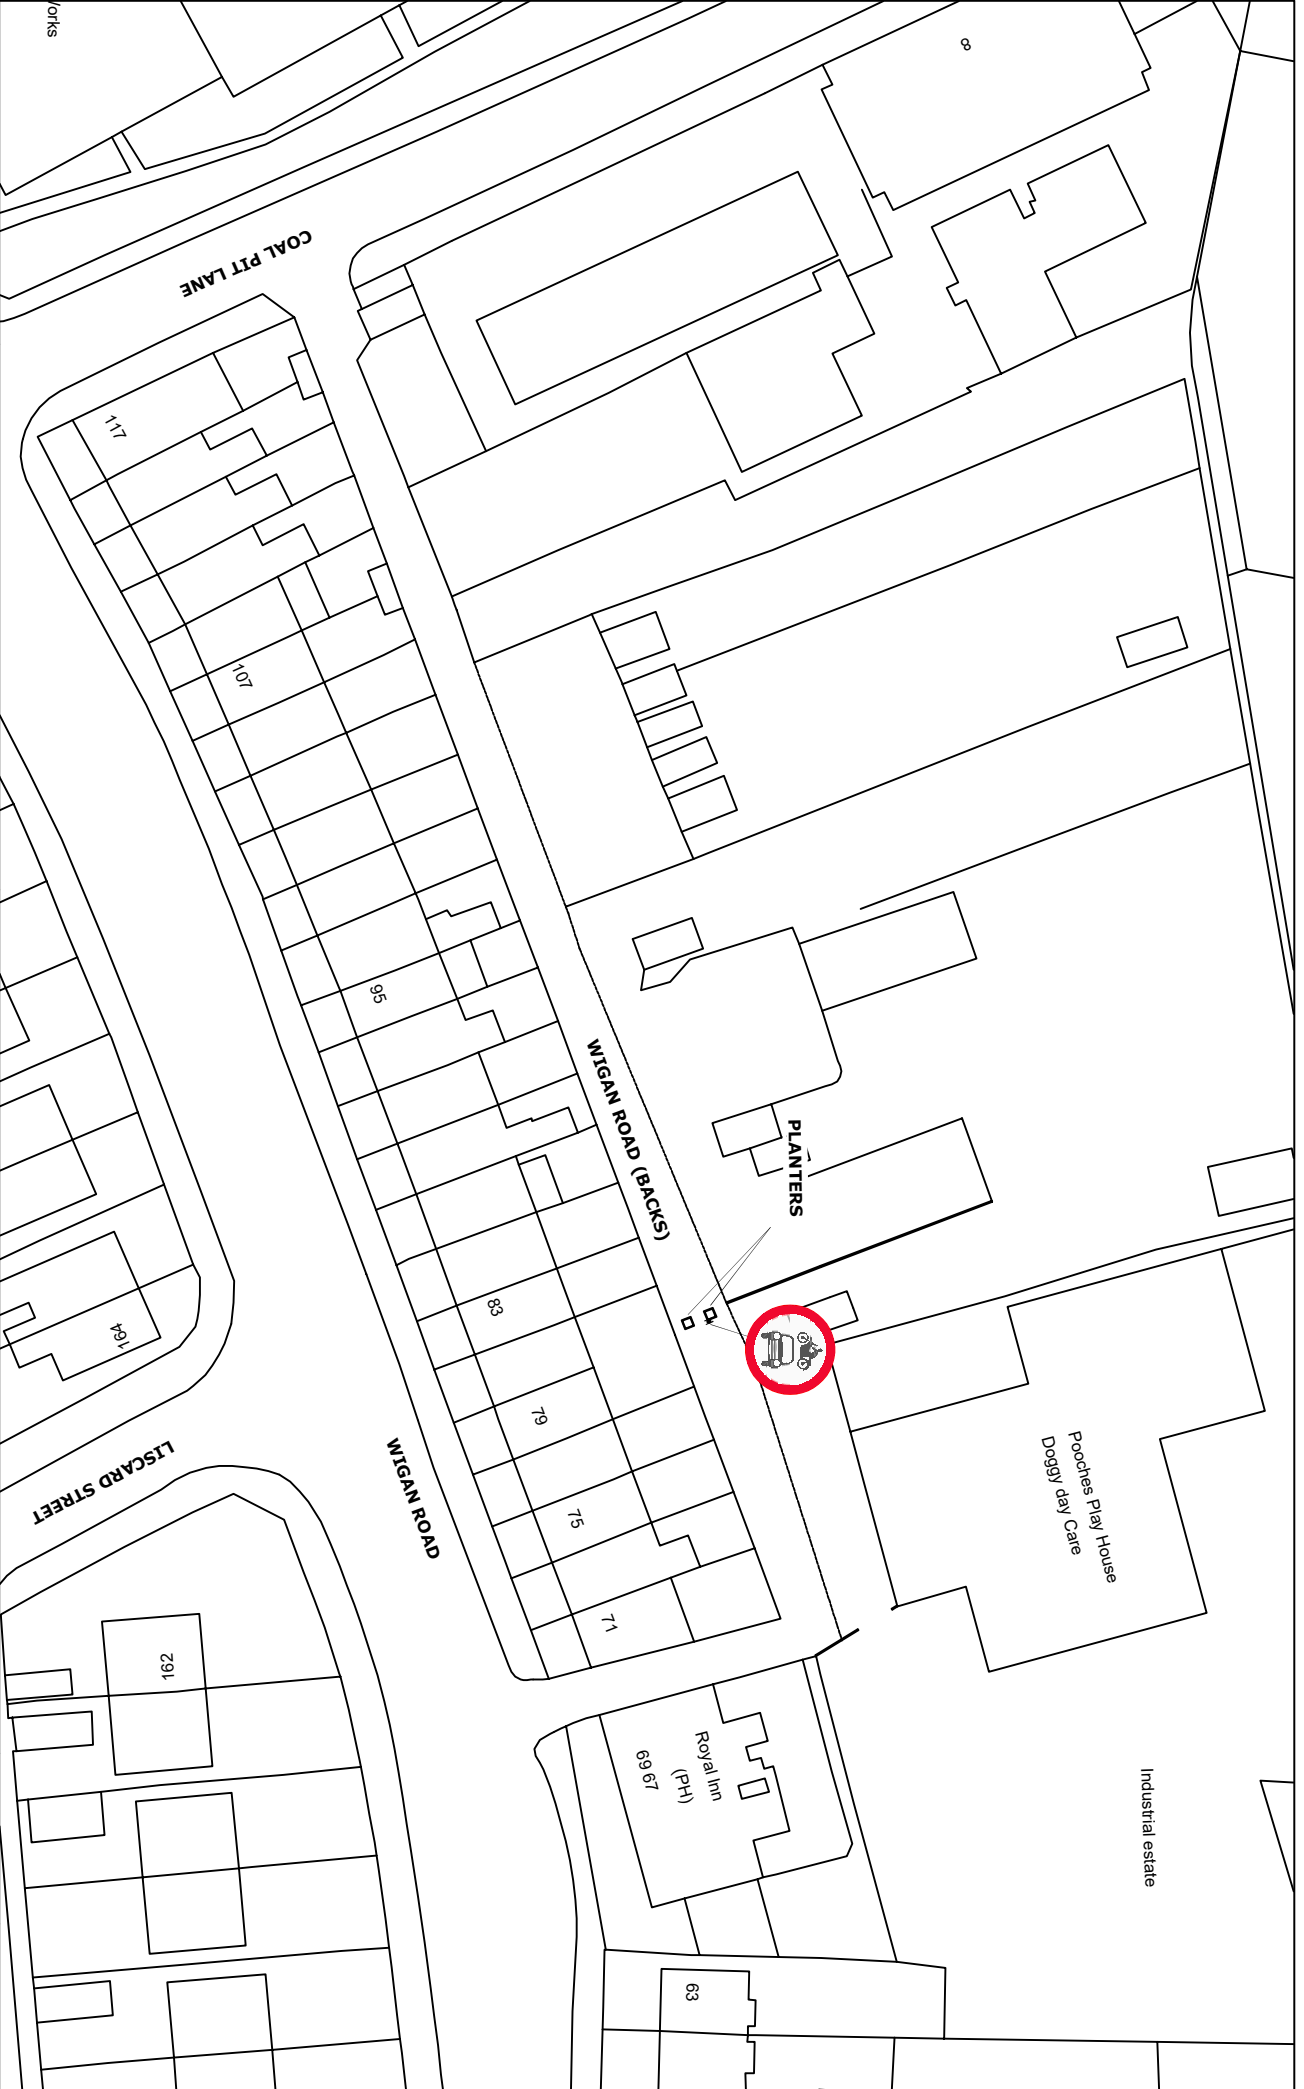 8
COAL PIT LANE
117
107
95
WIGAN ROAD (BACKS)
PLANTERS
83
164
79
WIGAN ROAD
LISCARD STREET
Pooches Play House
Doggy day Care
75
71
162
Royal Inn
(PH)
69 67
Industrial estate
63